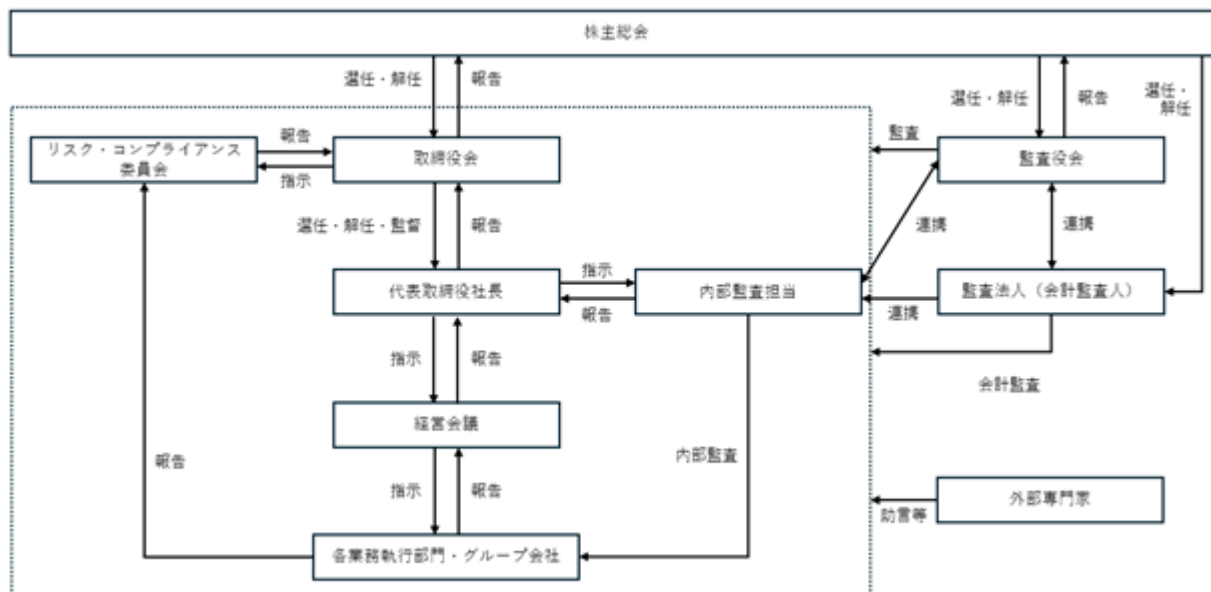 株主総会
選任・解任
報告
選任・解任
報告
選任・
解任
リスク・コンプライアンス
委員会
報告
指示
取締役会
監査
監査役会
選任・解任・監督
報告
連携
連携
代表取締役社長
指示
報告
内部監査担当
連携
監査法人(会計監査人)
指示
報告
会計監査
経営会議
報告
内部監査
指示
報告
助言等
外部専門家
各業務執行部門・グループ会社